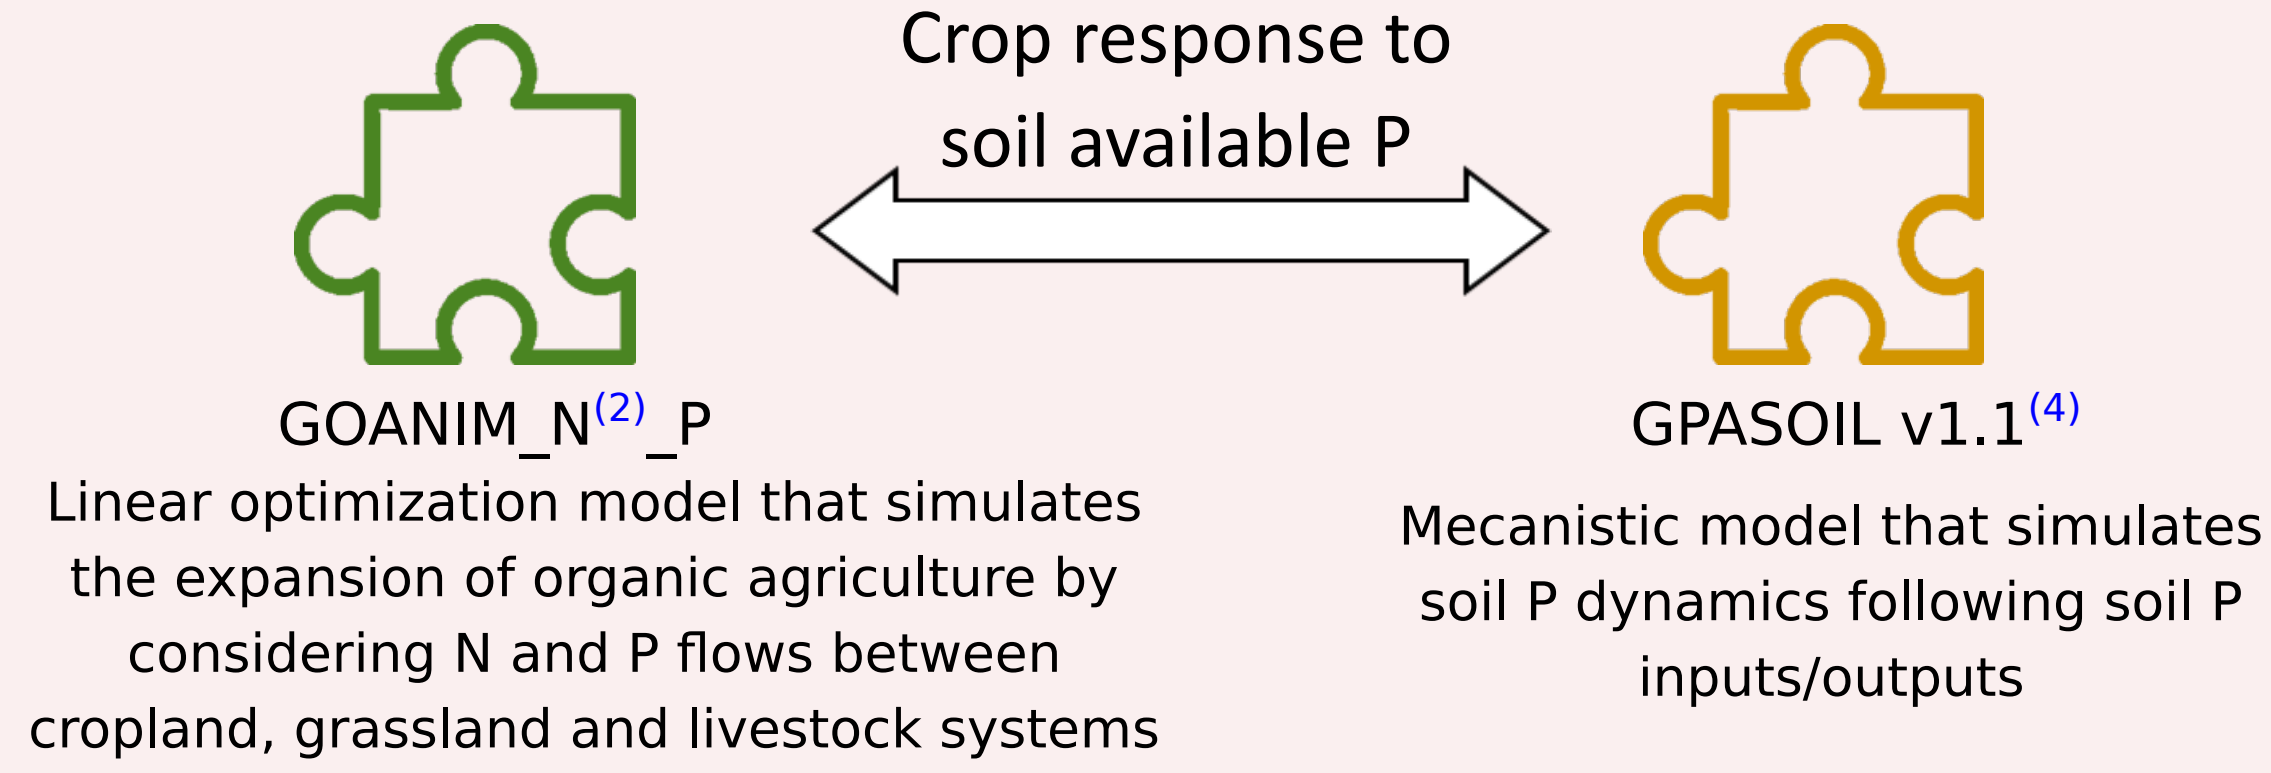 Crop response to
soil available P
GOANIM_N(2)_P
Linear optimization model that simulates
the expansion of organic agriculture by
considering N and P flows between
cropland, grassland and livestock systems
GPASOIL v1.1(4)
Mecanistic model that simulates
soil P dynamics following soil P
inputs/outputs